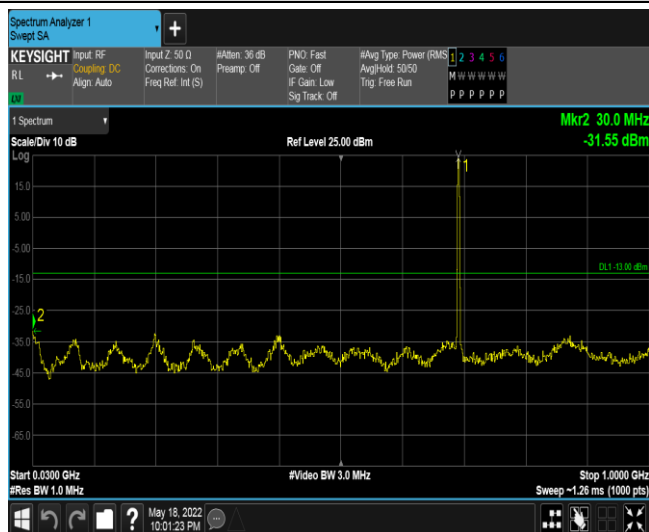 Spectrum Analyzer 1
Swept SA
+
KEYSIGHT
RL
Input: RF
Coupling: DC
Align: Auto
Input Z: 50 Ω
Corrections: On
Freq Ref: Int (S)
#Atten: 36 dB
Preamp: Off
PNO: Fast
Gate: Off
IF Gain: Low
Sig Track: Off
#Avg Type: Power (RMS
Avg|Hold: 50/50
Trig: Free Run
1 2 3 4 5 6
M W W W W W
P P P P P P
1 Spectrum
Scale/Div 10 dB
Ref Level 25.00 dBm
Mkr2 30.0 MHz
-31.55 dBm
Log
1
15.0
5.00
-5.00
DL1 -13.00 dBm
-15.0
-25.0
2
-35.0
-45.0
-55.0
-65.0
Start 0.0300 GHz
#Video BW 3.0 MHz
Stop 1.0000 GHz
#Res BW 1.0 MHz
Sweep ~1.26 ms (1000 pts)
?
May 18, 2022
10:01:23 PM